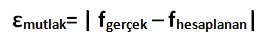 εmutlak= | fgerçek – fhesaplanan|